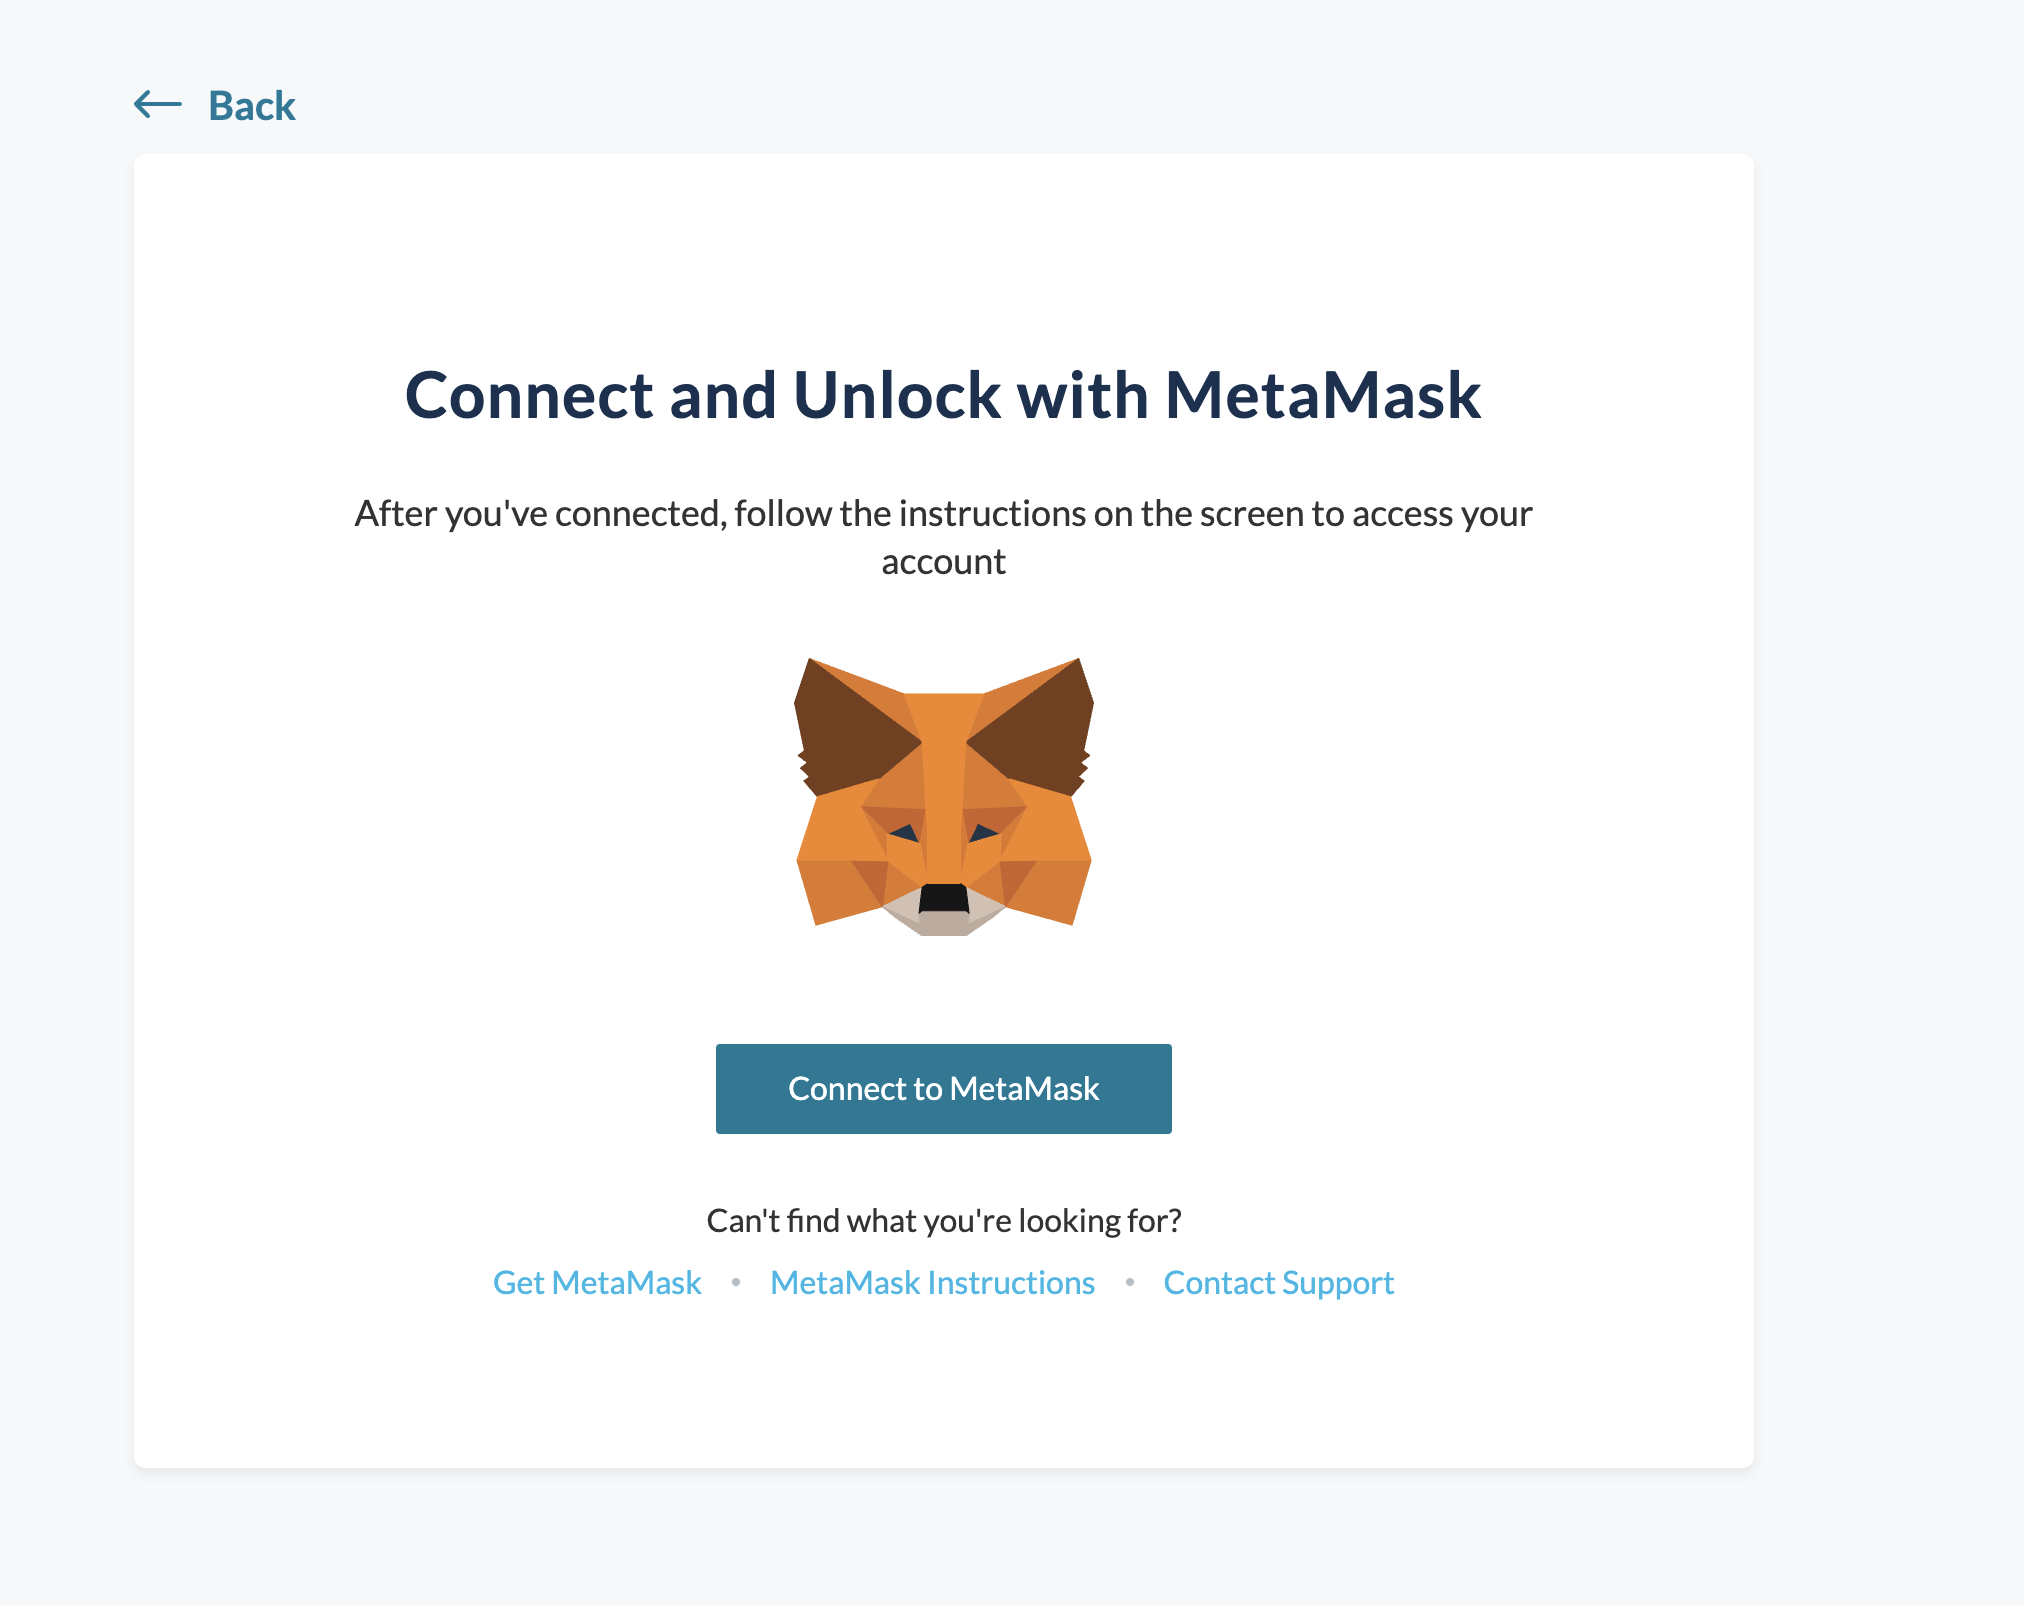 Back
Connect and Unlock with MetaMask
After you've connected, follow the instructions on the screen to access your
account
Connect to MetaMask
Can't find what you're looking for?
Get MetaMask • MetaMask Instructions • Contact Support